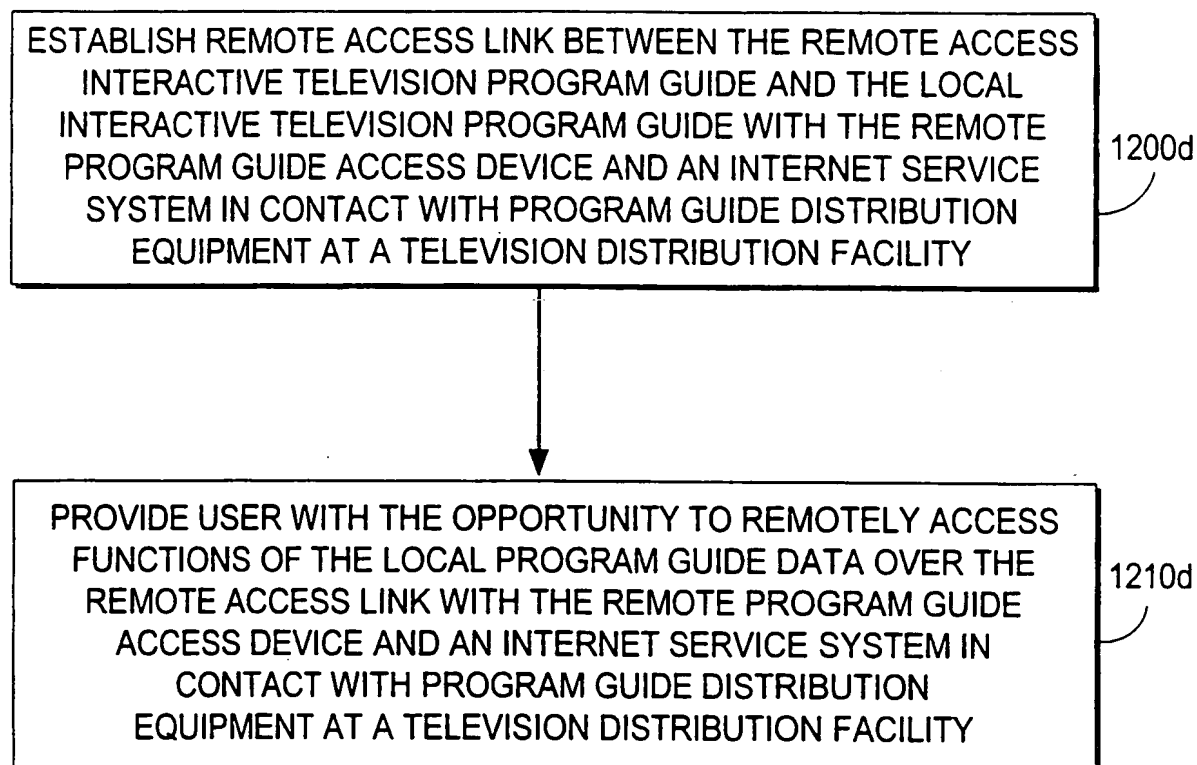 ESTABLISH REMOTE ACCESS LINK BETWEEN THE REMOTE ACCESS
INTERACTIVE TELEVISION PROGRAM GUIDE AND THE LOCAL
INTERACTIVE TELEVISION PROGRAM GUIDE WITH THE REMOTE
PROGRAM GUIDE ACCESS DEVICE AND AN INTERNET SERVICE
SYSTEM IN CONTACT WITH PROGRAM GUIDE DISTRIBUTION
EQUIPMENT AT A TELEVISION DISTRIBUTION FACILITY
1200d
PROVIDE USER WITH THE OPPORTUNITY TO REMOTELY ACCESS
FUNCTIONS OF THE LOCAL PROGRAM GUIDE DATA OVER THE
REMOTE ACCESS LINK WITH THE REMOTE PROGRAM GUIDE
ACCESS DEVICE AND AN INTERNET SERVICE SYSTEM IN
CONTACT WITH PROGRAM GUIDE DISTRIBUTION
EQUIPMENT AT A TELEVISION DISTRIBUTION FACILITY
1210d